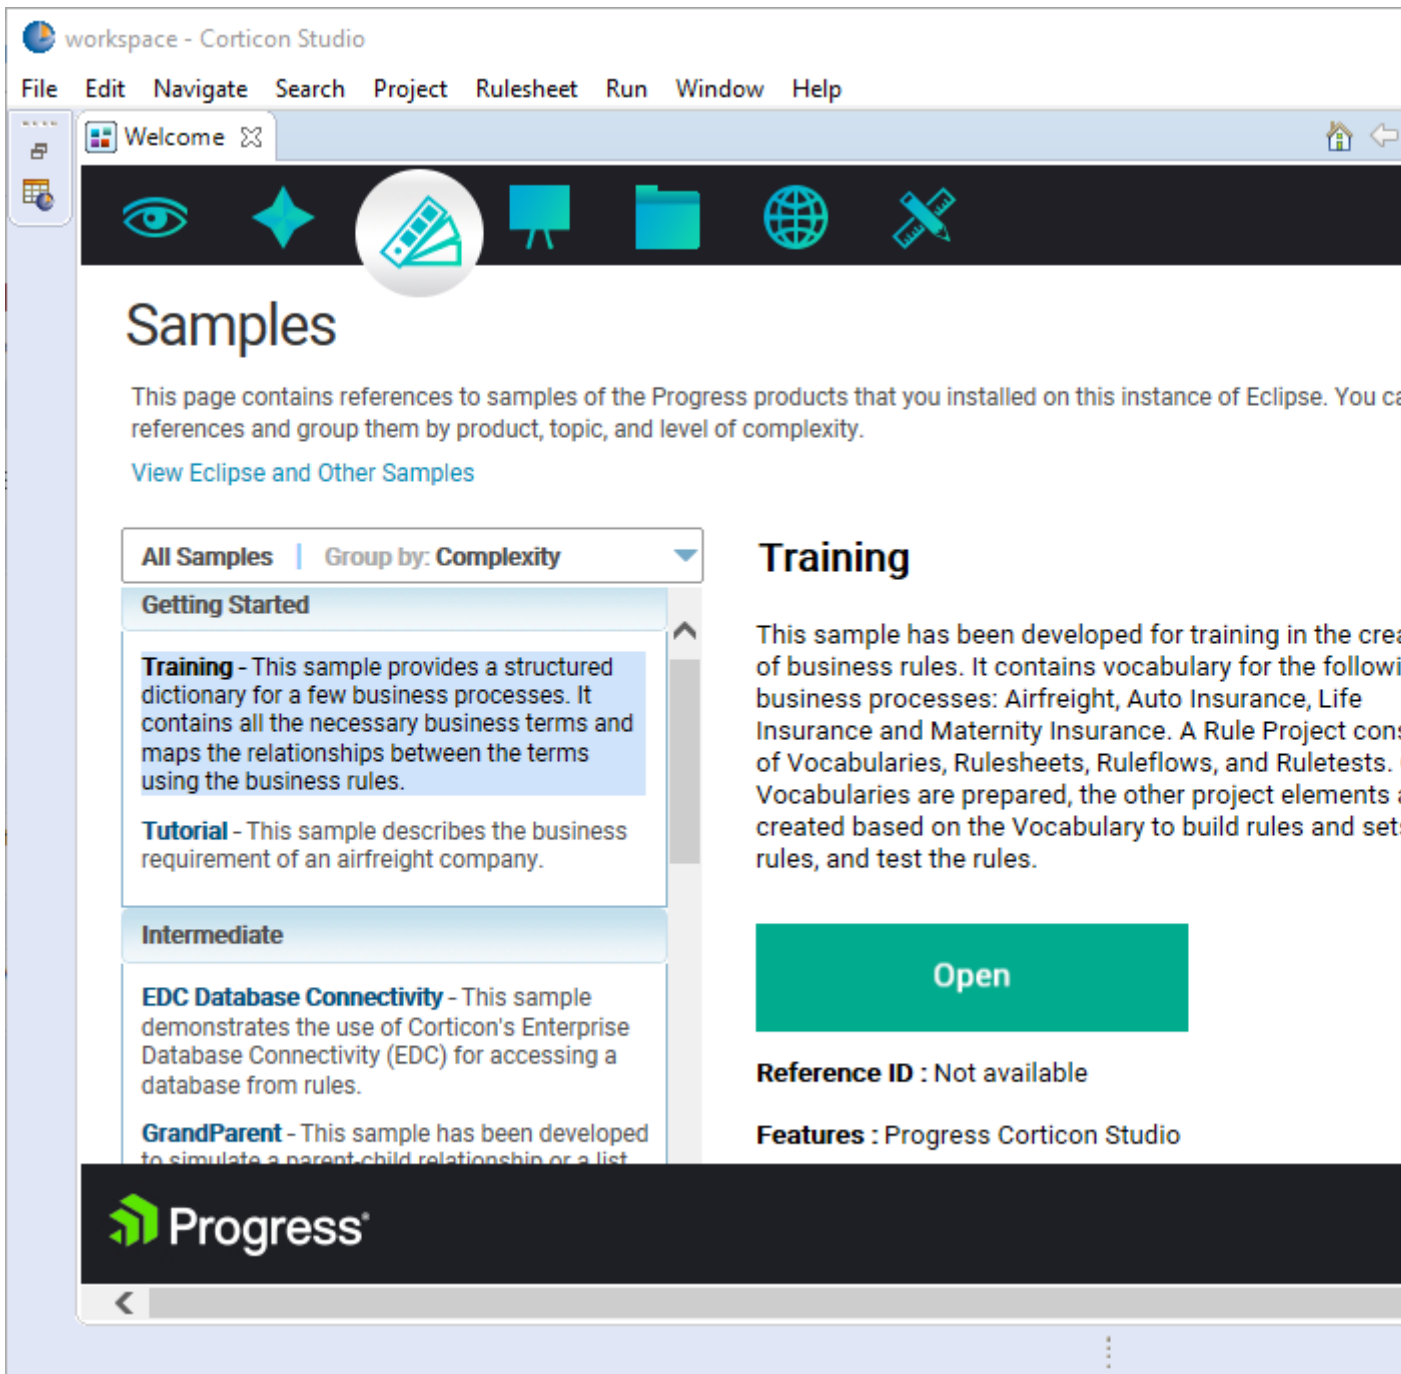 workspace - Corticon Studio
File Edit Navigate Search Project Rulesheet Run Window Help
Welcome
Samples
This page contains references to samples of the Progress products that you installed on this instance of Eclipse. You
references and group them by product, topic, and level of complexity.
View Eclipse and Other Samples
All Samples | Group by: Complexity
Getting Started
Training - This sample provides a structured
dictionary for a few business processes. It
contains all the necessary business terms and
maps the relationships between the terms
using the business rules.
Tutorial - This sample describes the business
requirement of an airfreight company.
Intermediate
EDC Database Connectivity - This sample
demonstrates the use of Corticon's Enterprise
Database Connectivity (EDC) for accessing a
database from rules.
GrandParent - This sample has been developed
to simulate a parent-child relationship or a list
Training
This sample has been developed for training in the
of business rules. It contains vocabulary for the
business processes: Airfreight, Auto Insurance, Life
Insurance and Maternity Insurance. A Rule Project
of Vocabularies, Rulesheets, Ruleflows, and Ruletests.
Vocabularies are prepared, the other project elements
created based on the Vocabulary to build rules and
rules, and test the rules.
Open
Reference ID : Not available
Features : Progress Corticon Studio
Progress